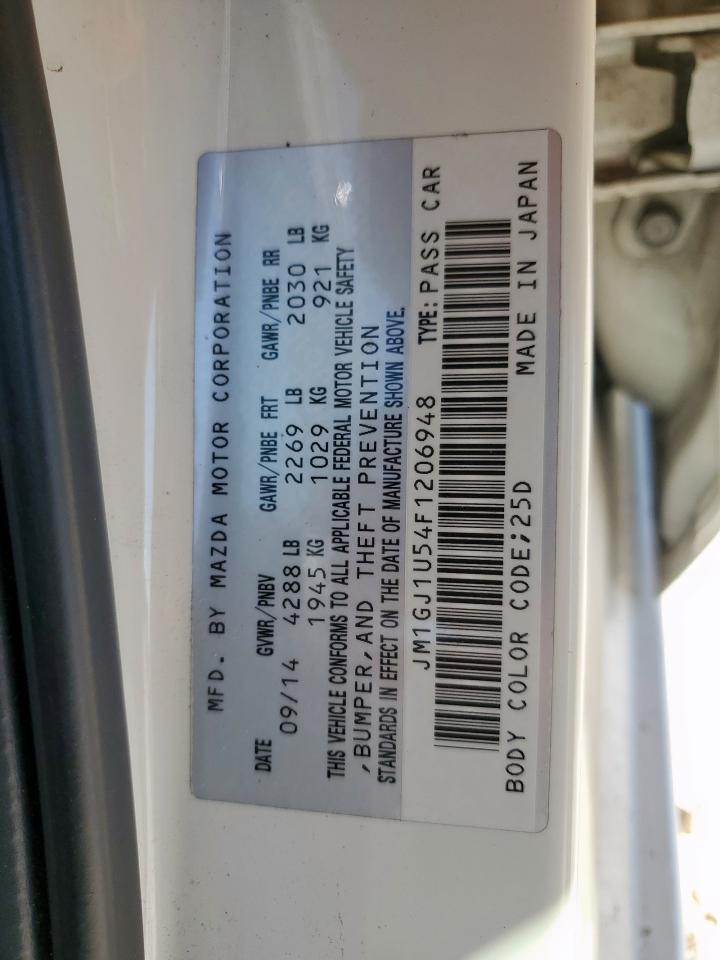 MFD. BY MAZDA MOTOR CORPORATION
DATE GVWR/PNBV GAWR/PNBE FRT GAWR/PNBE RR
09/14 4288 LB 2269 LB 2030 LB
1945 KG 1029 KG 921 KG
THIS VEHICLE CONFORMS TO ALL APPLICABLE FEDERAL MOTOR VEHICLE SAFETY
,BUMPER,AND THEFT PREVENTION
STANDARDS IN EFFECT ON THE DATE OF MANUFACTURE SHOWN ABOVE.
JM1GJ1U54F1206948 TYPE:PASS CAR
BODY COLOR CODE;25D MADE IN JAPAN